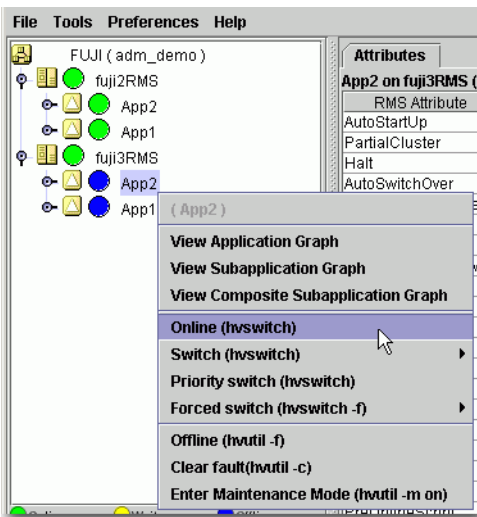 File Tools Preferences Help
FUJI ( adm_demo )
fuji2RMS
App2
App1
fuji3RMS
App2
App1
Attributes
App2 on fuji3RMS (
RMS Attribute
AutoStartUp
PartialCluster
Halt
AutoSwitchOver
( App2 )
View Application Graph
View Subapplication Graph
View Composite Subapplication Graph
Online (hvswitch)
Switch (hvswitch)
Priority switch (hvswitch)
Forced switch (hvswitch -f)
Offline (hvutil -f)
Clear fault(hvutil -c)
Enter Maintenance Mode (hvutil -m on)